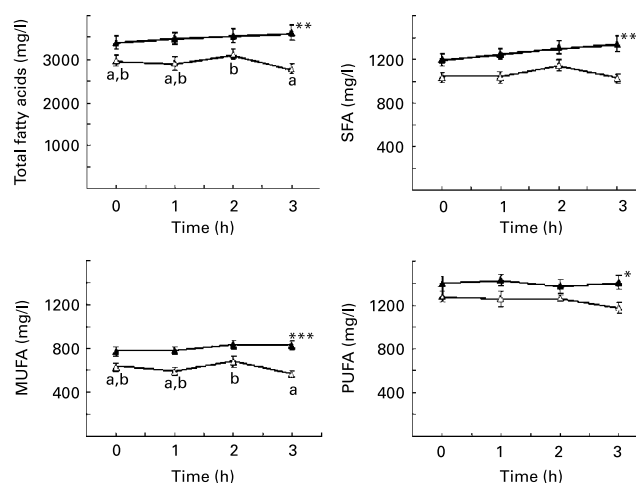 Total fatty acids (mg/l)
3000
2000
1000
**
a,b a,b b a
0 1 2 3
Time (h)
SFA (mg/l)
1200
800
400
**
0 1 2 3
Time (h)
MUFA (mg/l)
1200
800
400
***
a,b a,b b a
0 1 2 3
Time (h)
PUFA (mg/l)
1200
800
400
*
0 1 2 3
Time (h)